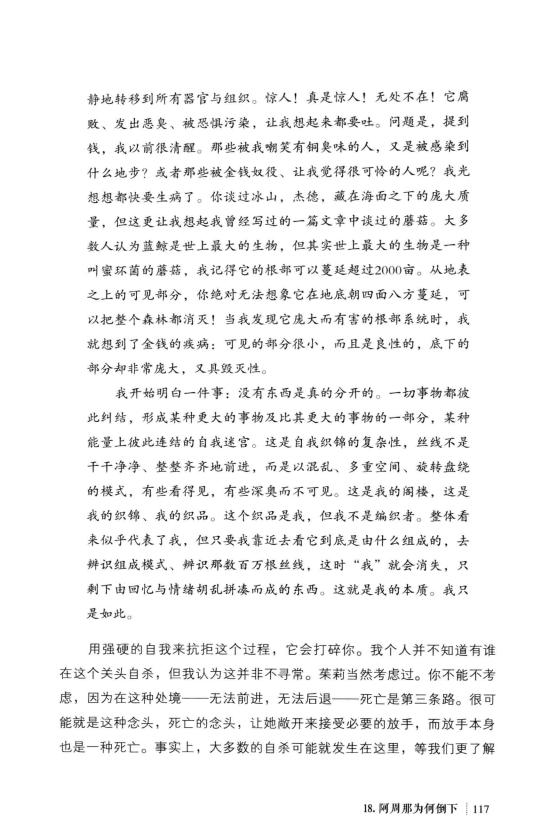 静地转移到所有器官与组织。惊人！真是惊人！无处不在！它腐
败、发出恶臭、被恐惧污染，让我想起来都要吐。问题是，提到
钱，我以前很清醒。那些被我嘲笑有铜臭味的人，又是被感染到
什么地步？或者那些被金钱奴役、让我觉得很可怜的人呢？我光
想想都快要生病了。你谈过冰山，杰德，藏在海面之下的庞大质
量，但这更让我想起我曾经写过的一篇文章中谈过的蘑菇。大多
数人认为蓝鲸是世上最大的生物，但其实世上最大的生物是一种
叫蜜环菌的蘑菇，我记得它的根部可以蔓延超过2000亩。从地表
之上的可见部分，你绝对无法想象它在地底朝四面八方蔓延，可
以把整个森林都消灭！当我发现它庞大而有害的根部系统时，我
就想到了金钱的疾病：可见的部分很小，而且是良性的，底下的
部分却非常庞大，又具毁灭性。
我开始明白一件事：没有东西是真的分开的。一切事物都彼
此纠结，形成某种更大的事物及比其更大的事物的一部分，某种
能量上彼此连结的自我迷宫。这是自我织锦的复杂性，丝线不是
干干净净、整整齐齐地前进，而是以混乱、多重空间、旋转盘绕
的模式，有些看得见，有些深奥而不可见。这是我的阁楼，这是
我的织锦、我的织品。这个织品是我，但我不是编织者。整体看
来似乎代表了我，但只要我靠近去看它到底是由什么组成的，去
辨识组成模式、辨识那数百万根丝线，这时“我”就会消失，只
剩下由回忆与情绪胡乱拼凑而成的东西。这就是我的本质。我只
是如此。
用强硬的自我来抗拒这个过程，它会打碎你。我个人并不知道有谁
在这个关头自杀，但我认为这并非不寻常。茱莉当然考虑过。你不能不考
虑，因为在这种处境——无法前进，无法后退——死亡是第三条路。很可
能就是这种念头，死亡的念头，让她敞开来接受必要的放手，而放手本身
也是一种死亡。事实上，大多数的自杀可能就发生在这里，等我们更了解
18. 阿周那为何倒下 117